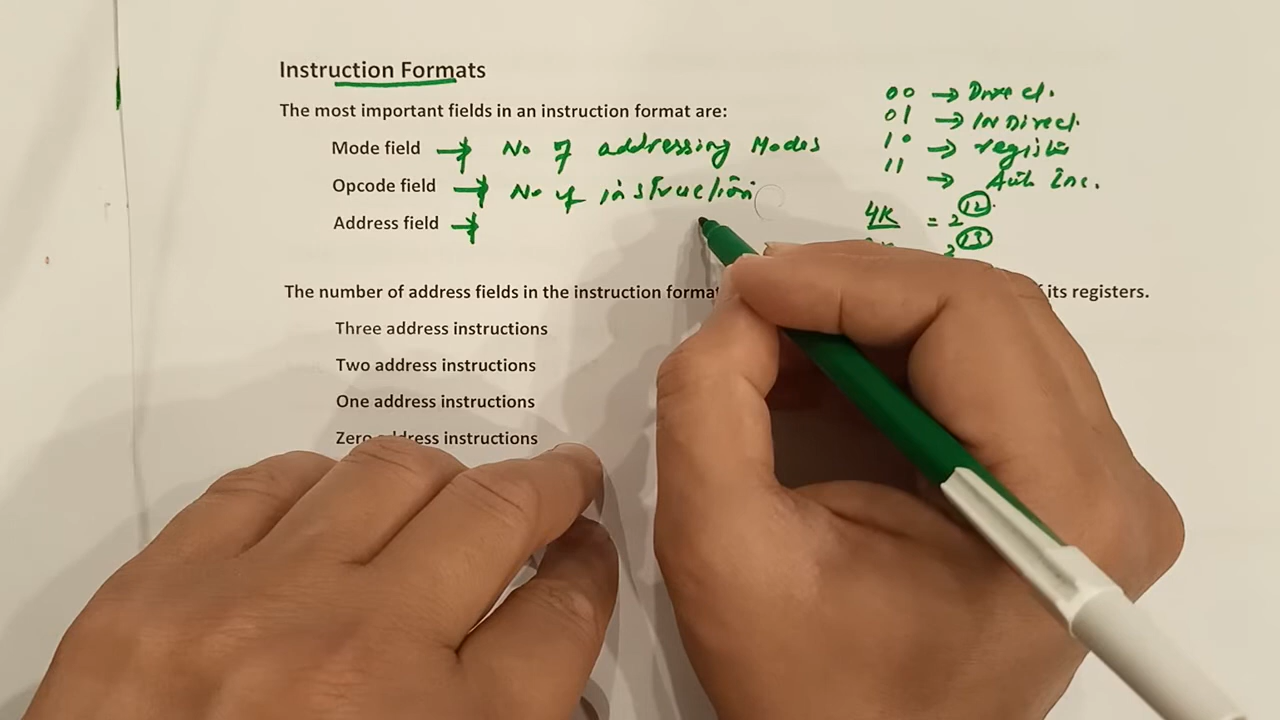 Instruction Formats
The most important fields in an instruction format are:
Mode field → No of addressing Modes
Opcode field → No of instruction
Address field →
00 → Direct.
01 → InDirect.
10 → register
11 → Auto Inc.
4K = 2^12.
2^13
The number of address fields in the instruction format its registers.
Three address instructions
Two address instructions
One address instructions
Zero address instructions